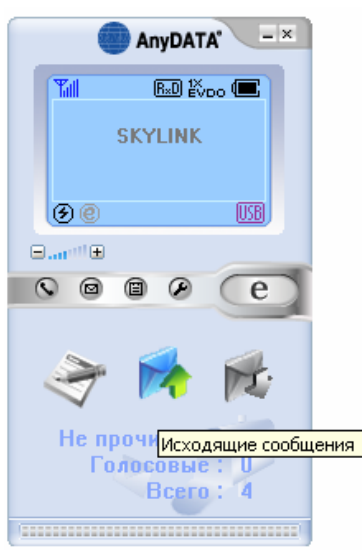 AnyDATA
RxD 1X EVDO
SKYLINK
e USB
e
Не прочи
Исходящие сообщения
Голосовые : 0
Всего : 4